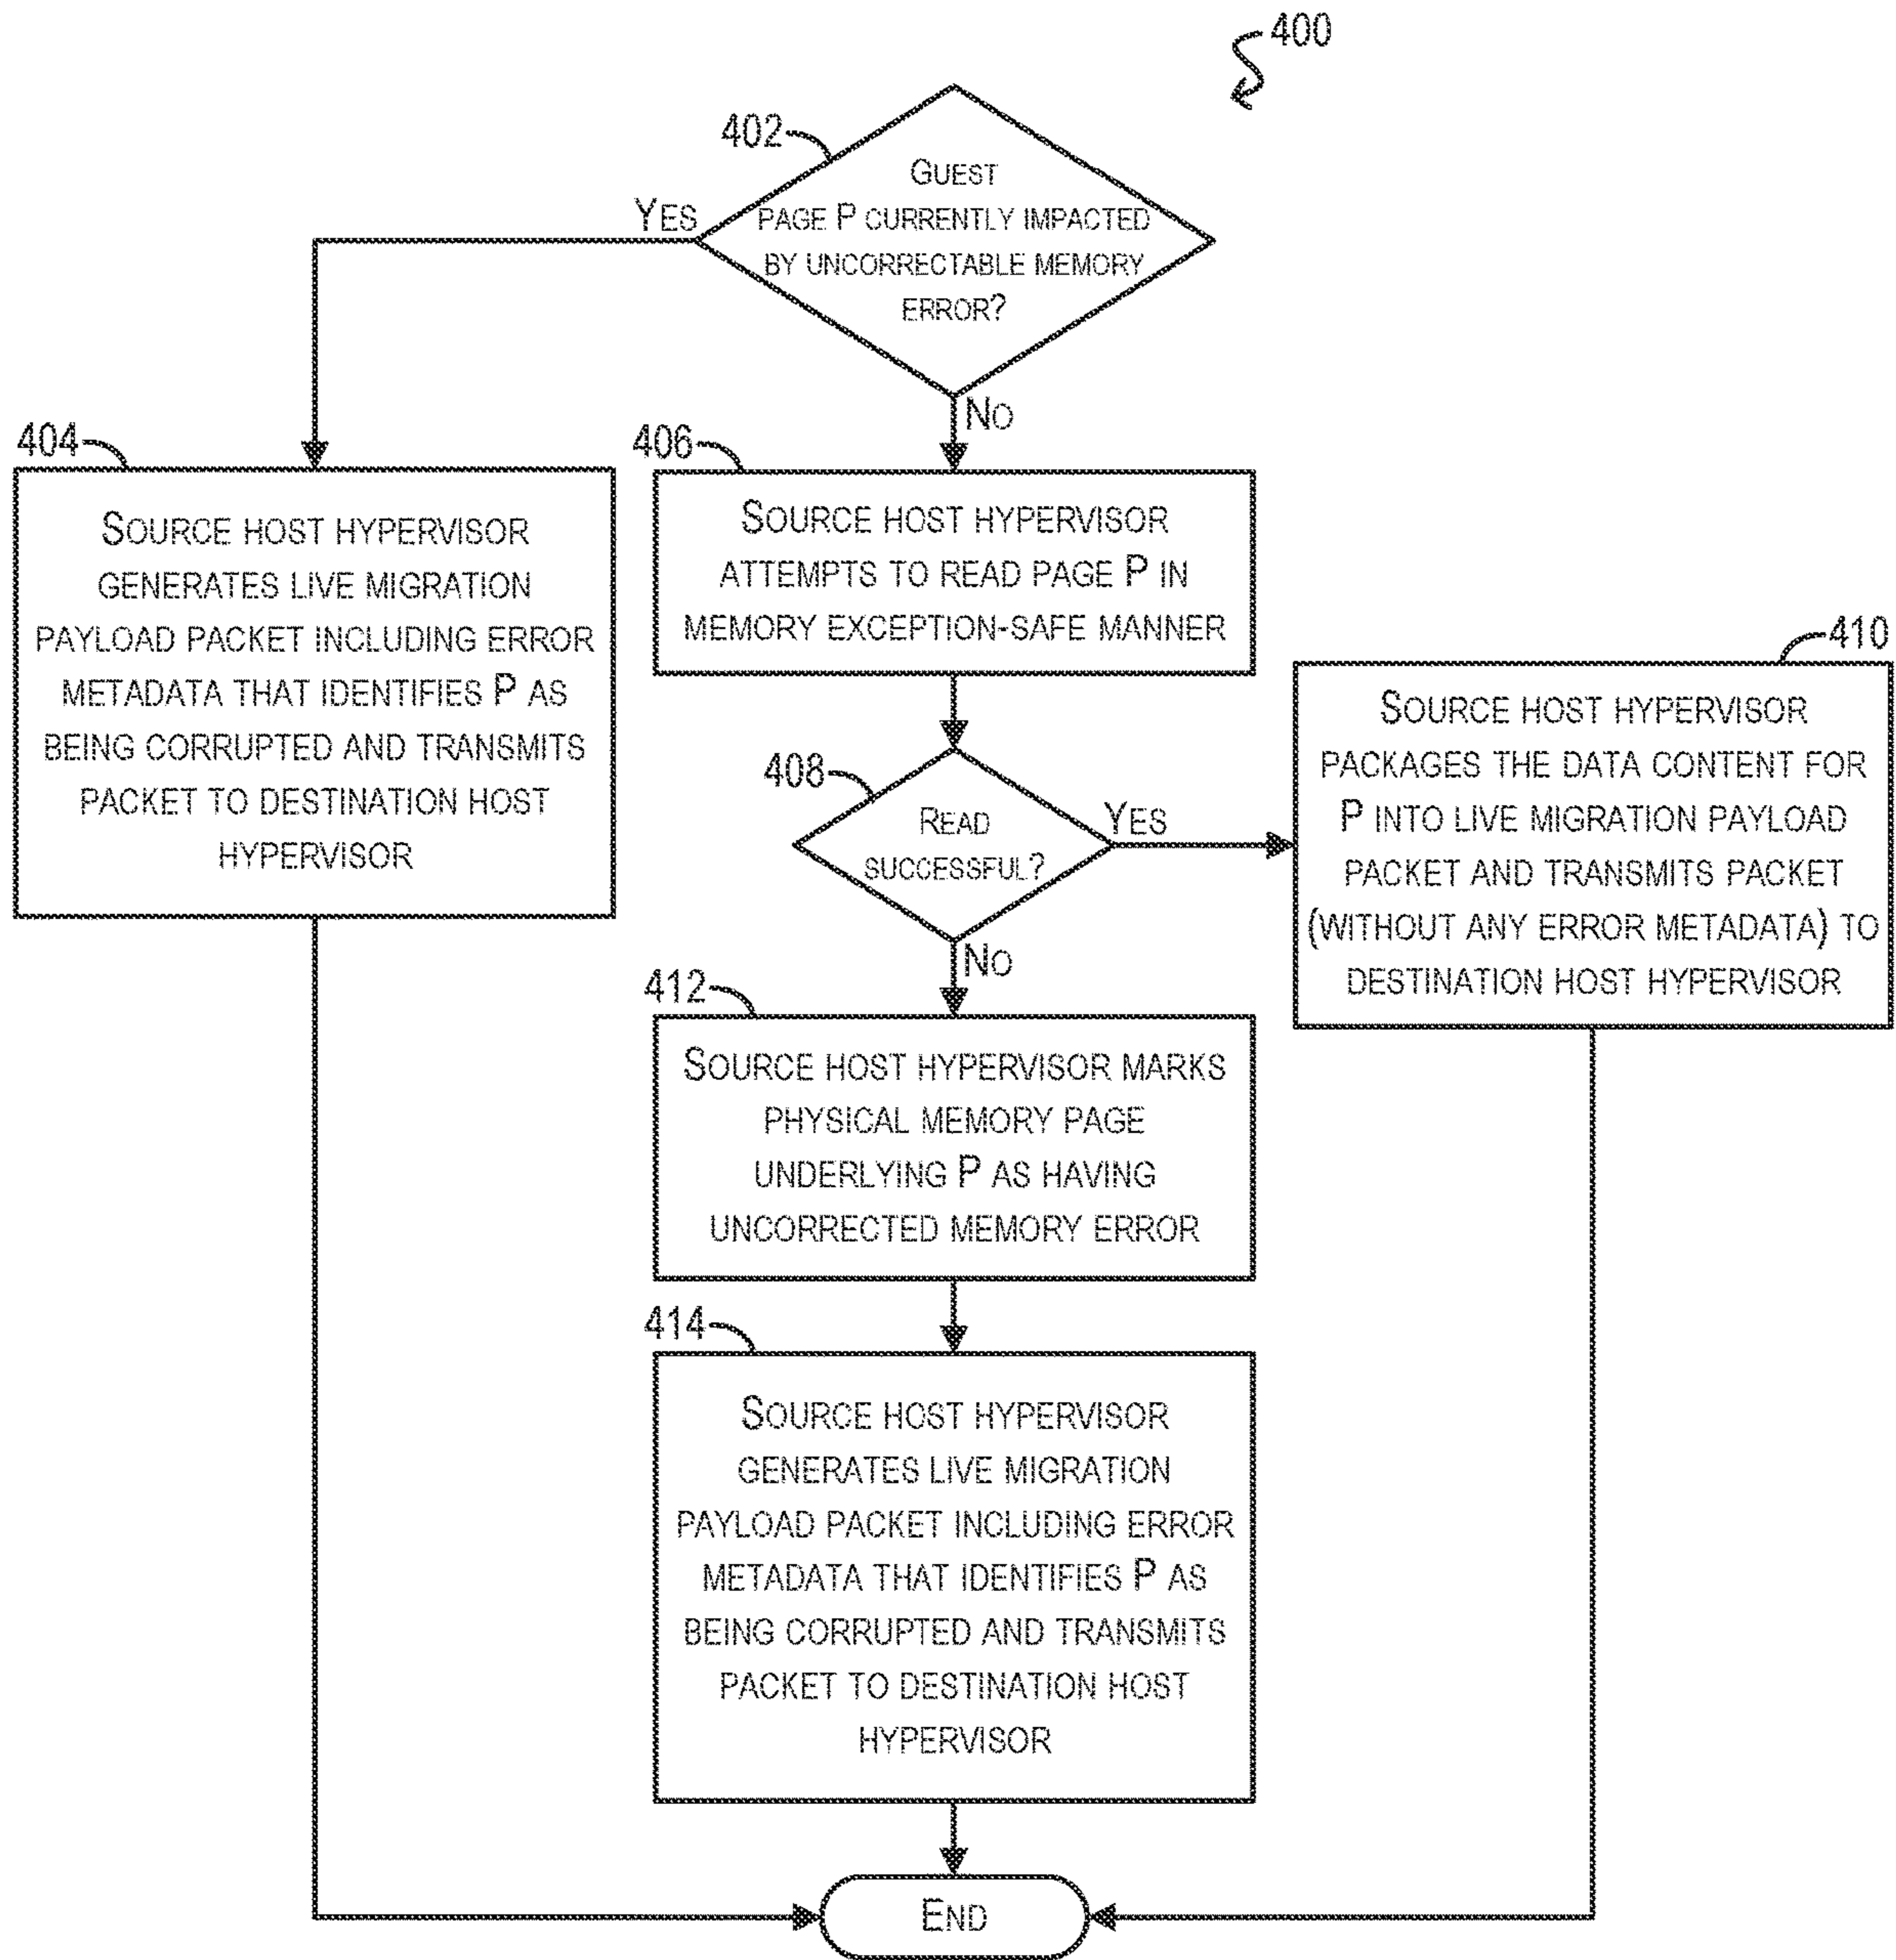 400
402
GUEST
PAGE P CURRENTLY IMPACTED
BY UNCORRECTABLE MEMORY
ERROR?
YES
NO
404
SOURCE HOST HYPERVISOR
GENERATES LIVE MIGRATION
PAYLOAD PACKET INCLUDING ERROR
METADATA THAT IDENTIFIES P AS
BEING CORRUPTED AND TRANSMITS
PACKET TO DESTINATION HOST
HYPERVISOR
406
SOURCE HOST HYPERVISOR
ATTEMPTS TO READ PAGE P IN
MEMORY EXCEPTION-SAFE MANNER
408
READ
SUCCESSFUL?
YES
NO
410
SOURCE HOST HYPERVISOR
PACKAGES THE DATA CONTENT FOR
P INTO LIVE MIGRATION PAYLOAD
PACKET AND TRANSMITS PACKET
(WITHOUT ANY ERROR METADATA) TO
DESTINATION HOST HYPERVISOR
412
SOURCE HOST HYPERVISOR MARKS
PHYSICAL MEMORY PAGE
UNDERLYING P AS HAVING
UNCORRECTED MEMORY ERROR
414
SOURCE HOST HYPERVISOR
GENERATES LIVE MIGRATION
PAYLOAD PACKET INCLUDING ERROR
METADATA THAT IDENTIFIES P AS
BEING CORRUPTED AND TRANSMITS
PACKET TO DESTINATION HOST
HYPERVISOR
END